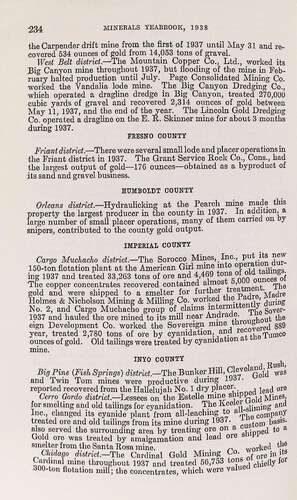 234 MINERALS YEARBOOK, 1938
the Carpender drift mine from the first of 1937 until May 31 and re-
covered 534 ounces of gold from 14,053 tons of gravel.
West Belt district.—The Mountain Copper Co., Ltd., worked its
Big Canyon mine throughout 1937, but flooding of the mine in Feb-
ruary halted production until July. Page Consolidated Mining Co.
worked the Vandalia lode mine. The Big Canyon Dredging Co.,
which operated a dragline dredge in Big Canyon, treated 270,000
cubic yards of gravel and recovered 2,314 ounces of gold between
May 11, 1937, and the end of the year. The Lincoln Gold Dredging
Co. operated a dragline on the E. R. Skinner mine for about 3 months
during 1937.
FRESNO COUNTY
Friant district.—There were several small lode and placer operations in
the Friant district in 1937. The Grant Service Rock Co., Cons., had
the largest output of gold—176 ounces—obtained as a byproduct of
its sand and gravel business.
HUMBOLDT COUNTY
Orleans district.—Hydraulicking at the Pearch mine made this
property the largest producer in the county in 1937. In addition, a
large number of small placer operations, many of them carried on by
snipers, contributed to the county gold output.
IMPERIAL COUNTY
Cargo Muchacho district.—The Sorocco Mines, Inc., put its new
150-ton flotation plant at the American Girl mine into operation dur-
ing 1937 and treated 33,263 tons of ore and 4,469 tons of old tailings.
The copper concentrates recovered contained almost 5,000 ounces of
gold and were shipped to a smelter for further treatment. The
Holmes & Nicholson Mining & Milling Co. worked the Padre, Madre
No. 2, and Cargo Muchacho group of claims intermittently during
1937 and hauled the ore mined to its mill near Andrade. The Sover-
eign Development Co. worked the Sovereign mine throughout the
year, treated 2,780 tons of ore by cyanidation, and recovered 889
ounces of gold. Old tailings were treated by cyanidation at the Tumco
mine.
INYO COUNTY
Big Pine (Fish Springs) district.—The Bunker Hill, Cleveland, Rush,
and Twin Tom mines were productive during 1937. Gold was
reported recovered from the Hallelujah No. 1 dry placer.
Cerro Gordo district.—Lessees on the Estelle mine shipped lead ore
for smelting and old tailings for cyanidation. The Keeler Gold Mines,
Inc., changed its cyanide plant from all-leaching to all-sliming and
treated ore and old tailings from its mine during 1937. The company
also served the surrounding area by treating ore on a custom basis.
Gold ore was treated by amalgamation and lead ore shipped to a
smelter from the Santa Rosa mine.
Chidago district.—The Cardinal Gold Mining Co. worked the
Cardinal mine throughout 1937 and treated 56,753 tons of ore in its
300-ton flotation mill; the concentrates, which were valued chiefly for